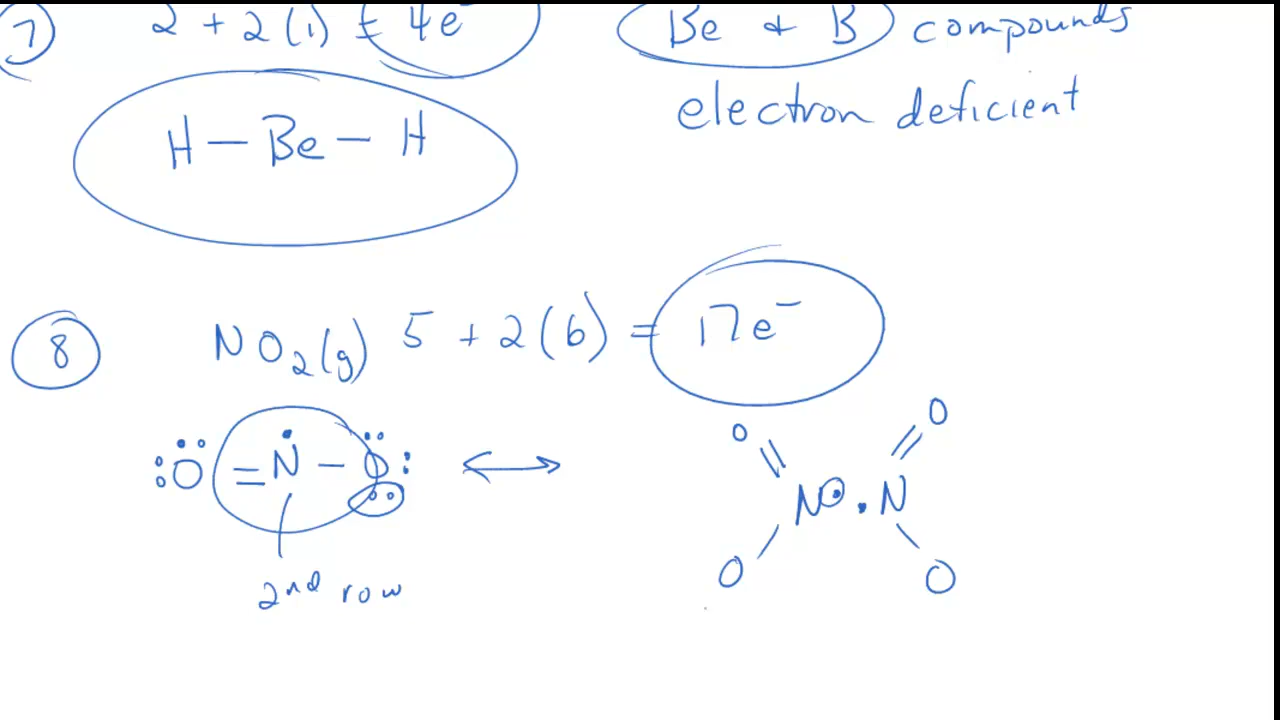 7 2 + 2(1) = 4e⁻ Be + B compounds
electron deficient
H — Be — H
8 NO₂(g) 5 + 2(6) = 17e⁻
:Ö = Ṅ — Ö: ⟷
2nd row
O O
N• •N
O O